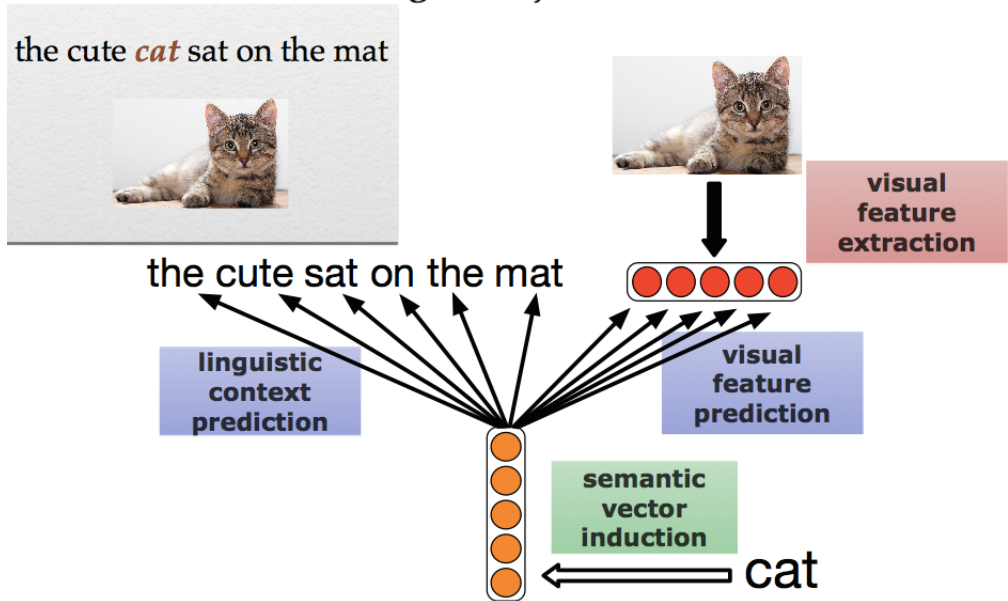 the cute cat sat on the mat
visual
feature
extraction
the cute sat on the mat
linguistic
context
prediction
visual
feature
prediction
semantic
vector
induction
cat